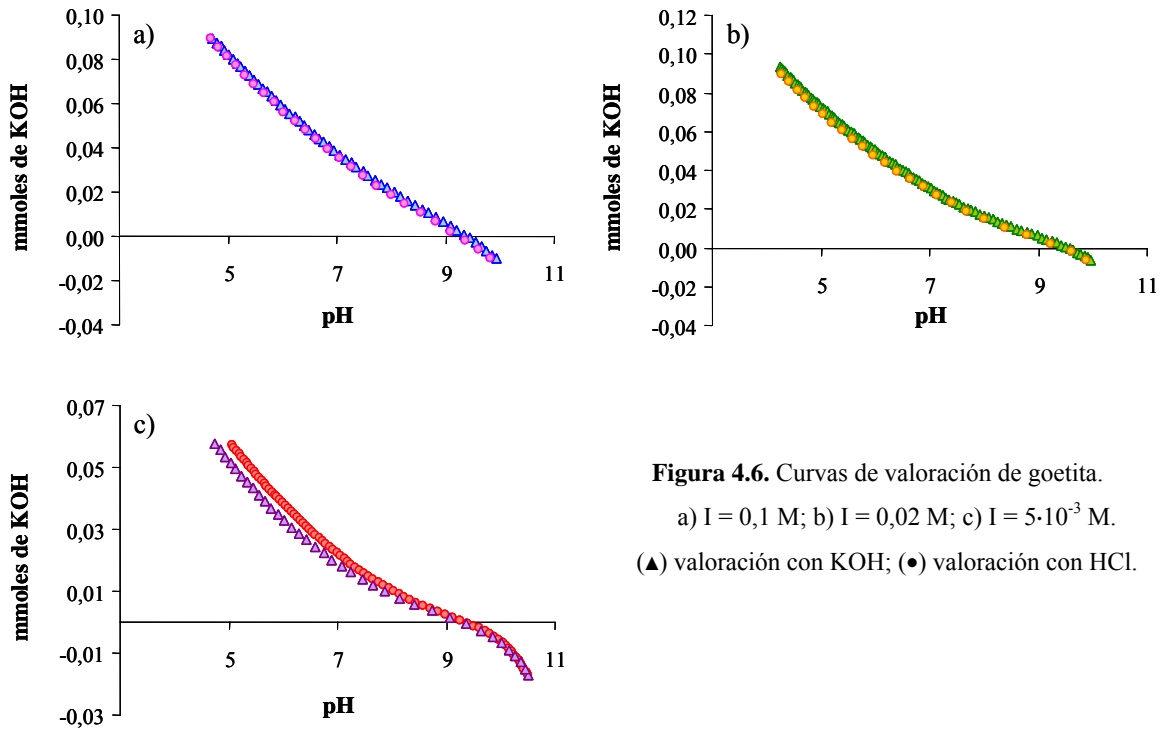 0,10
a)
0,08
0,06
0,04
0,02
0,00
-0,02
-0,04
5 7 9 11
mmoles de KOH
pH
0,12
b)
0,10
0,08
0,06
0,04
0,02
0,00
-0,02
-0,04
5 7 9 11
mmoles de KOH
pH
0,07
c)
0,05
0,03
0,01
-0,01
-0,03
5 7 9 11
mmoles de KOH
pH
Figura 4.6. Curvas de valoración de goetita.
a) I = 0,1 M; b) I = 0,02 M; c) I = 5·10⁻³ M.
(▲) valoración con KOH; (●) valoración con HCl.